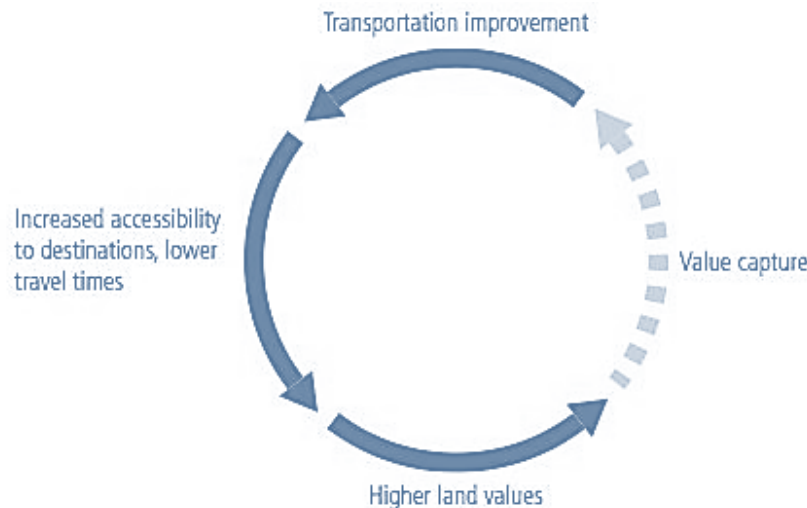 Transportation improvement
Increased accessibility
to destinations, lower
travel times
Value capture
Higher land values